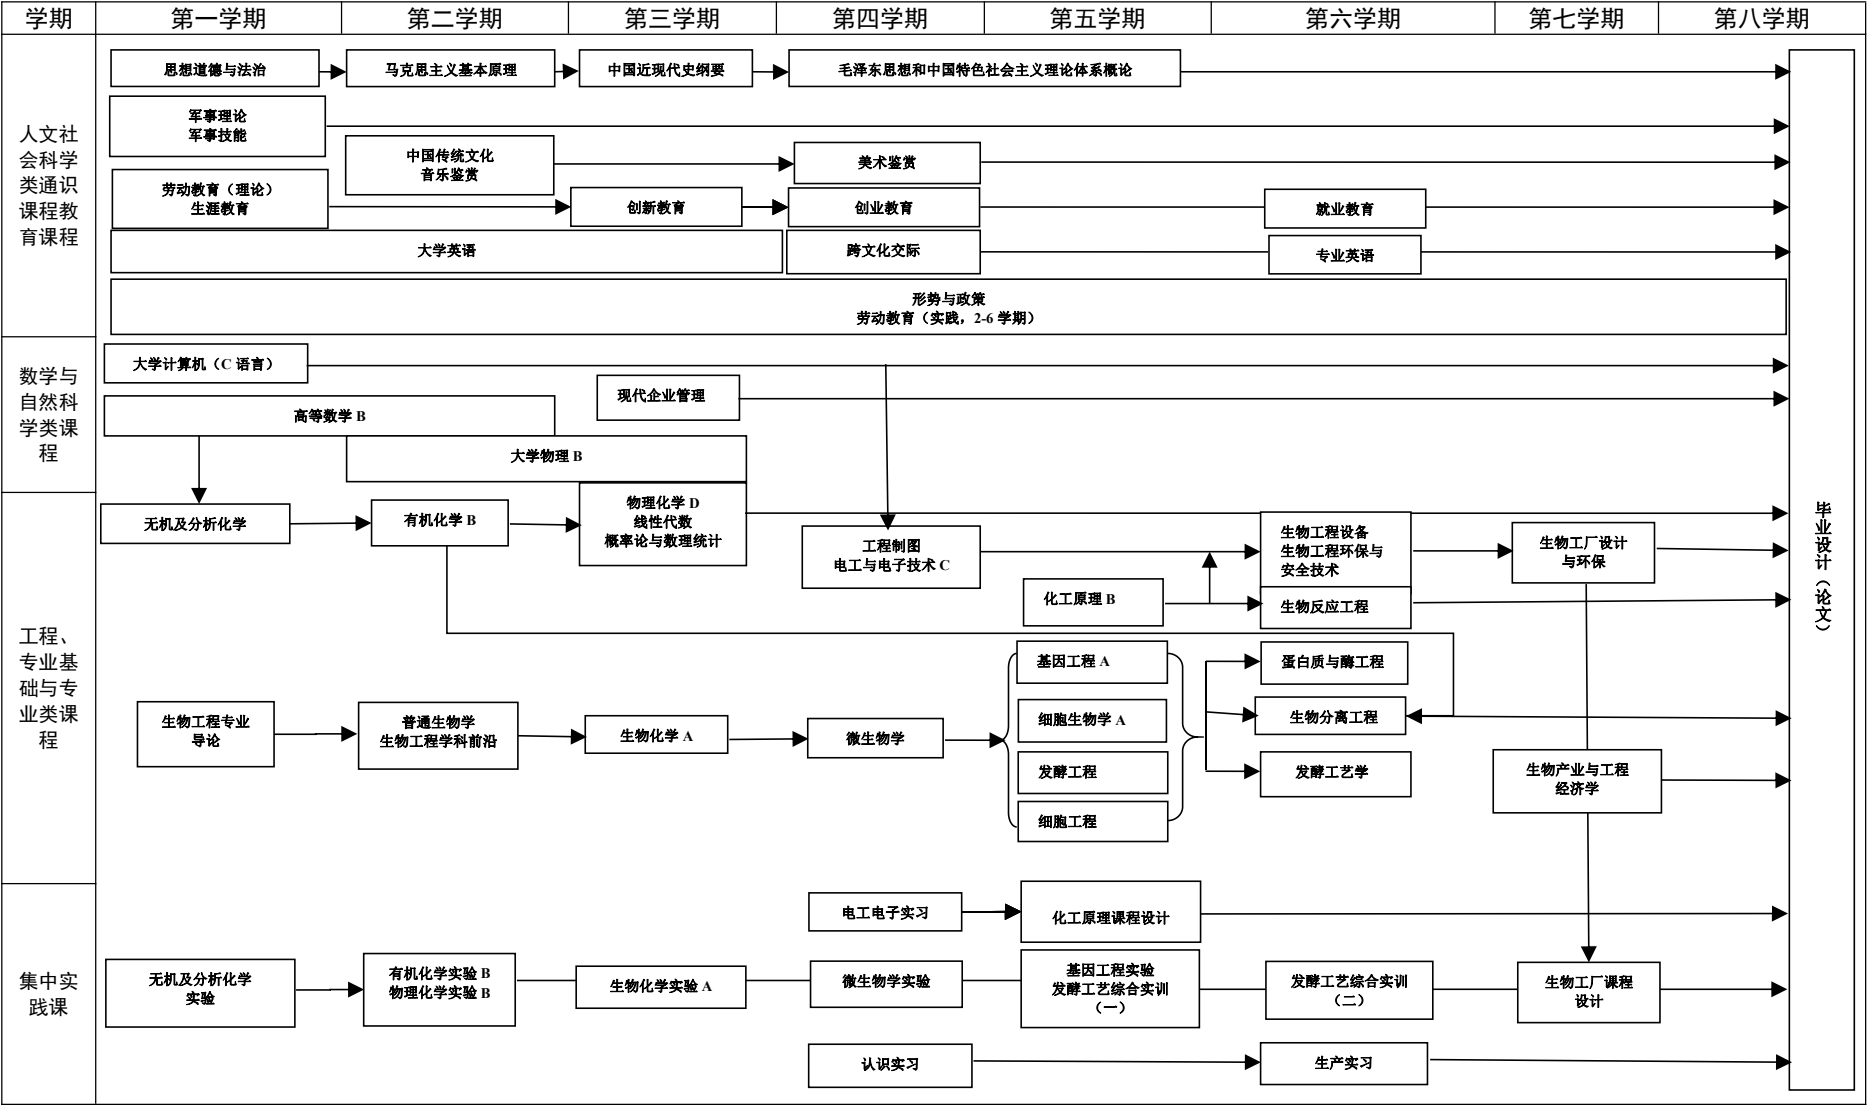 学期
第一学期
第二学期
第三学期
第四学期
第五学期
第六学期
第七学期
第八学期
人文社
会科学
类通识
课程教
育课程
思想道德与法治
马克思主义基本原理
中国近现代史纲要
毛泽东思想和中国特色社会主义理论体系概论
军事理论
军事技能
中国传统文化
音乐鉴赏
美术鉴赏
劳动教育（理论）
生涯教育
创新教育
创业教育
就业教育
大学英语
跨文化交际
专业英语
形势与政策
劳动教育（实践，2-6 学期）
数学与
自然科
学类课
程
大学计算机（C 语言）
现代企业管理
高等数学 B
大学物理 B
工程、
专业基
础与专
业类课
程
无机及分析化学
有机化学 B
物理化学 D
线性代数
概率论与数理统计
工程制图
电工与电子技术 C
生物工程设备
生物工程环保与
安全技术
生物工厂设计
与环保
化工原理 B
生物反应工程
基因工程 A
细胞生物学 A
发酵工程
细胞工程
蛋白质与酶工程
生物分离工程
发酵工艺学
生物工程专业
导论
普通生物学
生物工程学科前沿
生物化学 A
微生物学
生物产业与工程
经济学
集中实
践课
电工电子实习
化工原理课程设计
无机及分析化学
实验
有机化学实验 B
物理化学实验 B
生物化学实验 A
微生物学实验
基因工程实验
发酵工艺综合实训
（一）
发酵工艺综合实训
（二）
生物工厂课程
设计
认识实习
生产实习
毕业设计（论文）